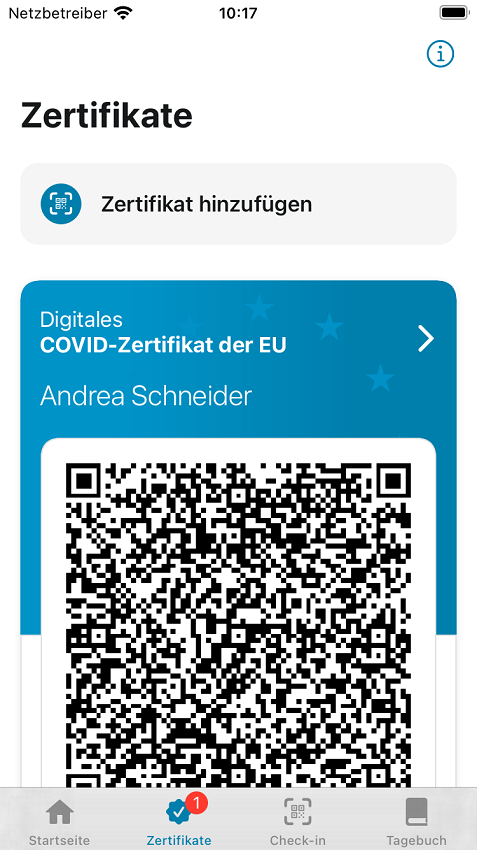 Netzbetreiber 10:17
Zertifikate
Zertifikat hinzufügen
Digitales
COVID-Zertifikat der EU
Andrea Schneider
1
Startseite Zertifikate Check-in Tagebuch